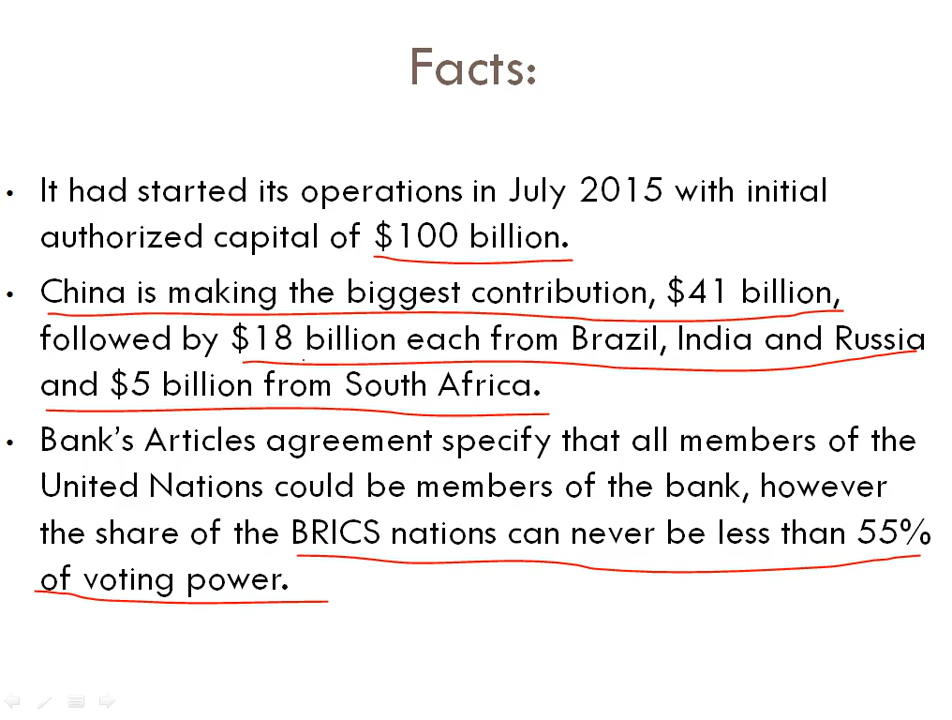 Facts:
• It had started its operations in July 2015 with initial
authorized capital of $100 billion.
• China is making the biggest contribution, $41 billion,
followed by $18 billion each from Brazil, India and Russia
and $5 billion from South Africa.
• Bank's Articles agreement specify that all members of the
United Nations could be members of the bank, however
the share of the BRICS nations can never be less than 55%
of voting power.